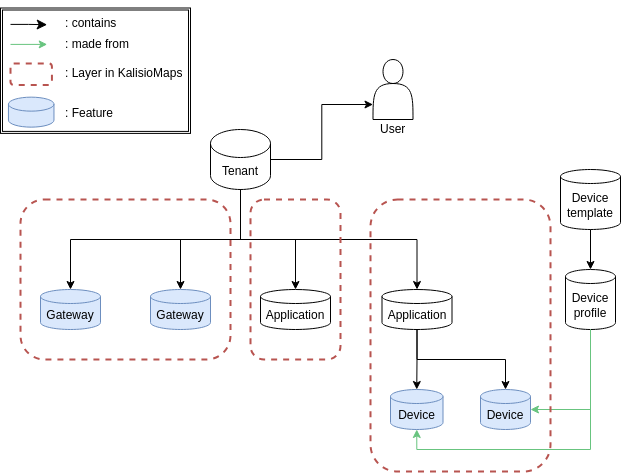 : contains
: made from
: Layer in KalisioMaps
: Feature
User
Tenant
Device
template
Gateway
Gateway
Application
Application
Device
profile
Device
Device